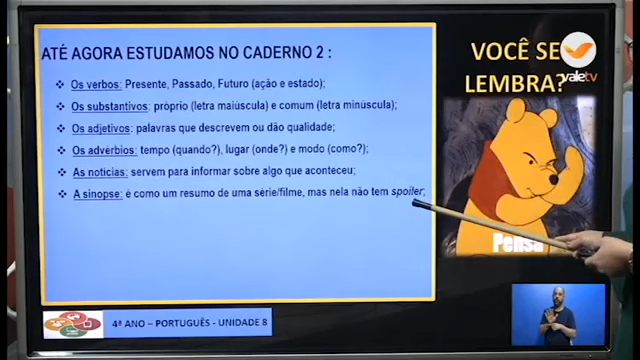 ATÉ AGORA ESTUDAMOS NO CADERNO 2 :
Os verbos: Presente, Passado, Futuro (ação e estado);
Os substantivos: próprio (letra maiúscula) e comum (letra minúscula);
Os adjetivos: palavras que descrevem ou dão qualidade;
Os advérbios: tempo (quando?), lugar (onde?) e modo (como?);
As notícias: servem para informar sobre algo que aconteceu;
A sinopse: é como um resumo de uma série/filme, mas nela não tem spoiler;
VOCÊ SE
LEMBRA?
valetv
Pensa
4º ANO – PORTUGUÊS - UNIDADE 8